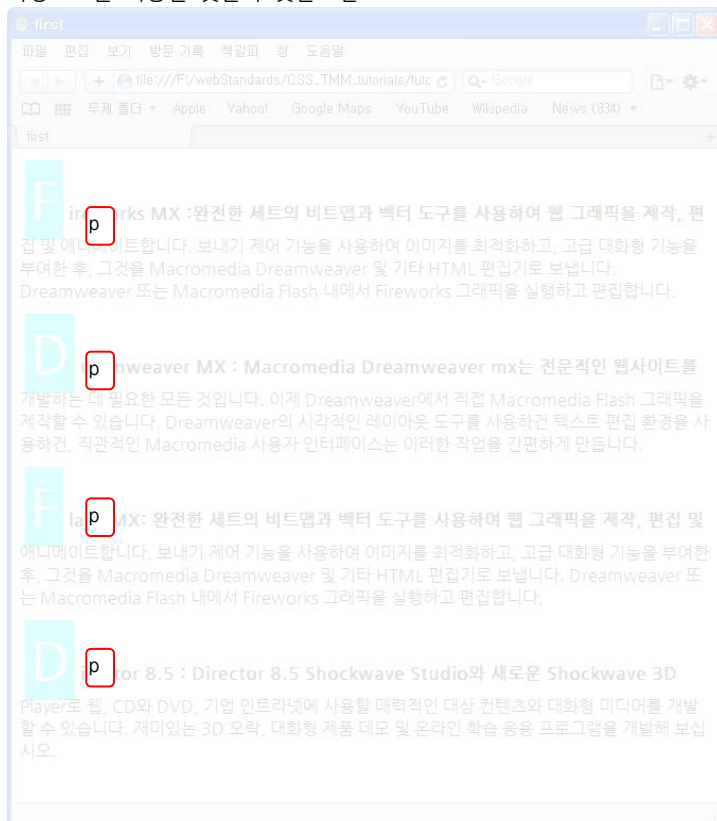 first
파일 편집 보기 방문 기록 책갈피 창 도움말
file:///F:/webStandards/CSS_TMM_tutorials/tutc Google
무제 폴더 Apple Yahoo! Google Maps YouTube Wikipedia News (834)
first
F p MX :완전한 세트의 비트맵과 벡터 도구를 사용하여 웹 그래픽을 제작, 편
집 및 애니메이트합니다. 보내기 제어 기능을 사용하여 이미지를 최적화하고, 고급 대화형 기능을
부여한 후, 그것을 Macromedia Dreamweaver 및 기타 HTML 편집기로 보냅니다.
Dreamweaver 또는 Macromedia Flash 내에서 Fireworks 그래픽을 실행하고 편집합니다.
D p nweaver MX : Macromedia Dreamweaver mx는 전문적인 웹사이트를
개발하는 데 필요한 모든 것입니다. 이제 Dreamweaver에서 직접 Macromedia Flash 그래픽을
제작할 수 있습니다. Dreamweaver의 시각적인 레이아웃 도구를 사용하건 텍스트 편집 환경을 사
용하건, 직관적인 Macromedia 사용자 인터페이스는 이러한 작업을 간편하게 만듭니다.
F la p MX: 완전한 세트의 비트맵과 벡터 도구를 사용하여 웹 그래픽을 제작, 편집 및
애니메이트합니다. 보내기 제어 기능을 사용하여 이미지를 최적화하고, 고급 대화형 기능을 부여한
후, 그것을 Macromedia Dreamweaver 및 기타 HTML 편집기로 보냅니다. Dreamweaver 또
는 Macromedia Flash 내에서 Fireworks 그래픽을 실행하고 편집합니다.
D p tor 8.5 : Director 8.5 Shockwave Studio와 새로운 Shockwave 3D
Player로 웹, CD와 DVD, 기업 인트라넷에 사용할 매력적인 대상 컨텐츠와 대화형 미디어를 개발
할 수 있습니다. 재미있는 3D 오락, 대화형 제품 데모 및 온라인 학습 응용 프로그램을 개발해 보십
시오.